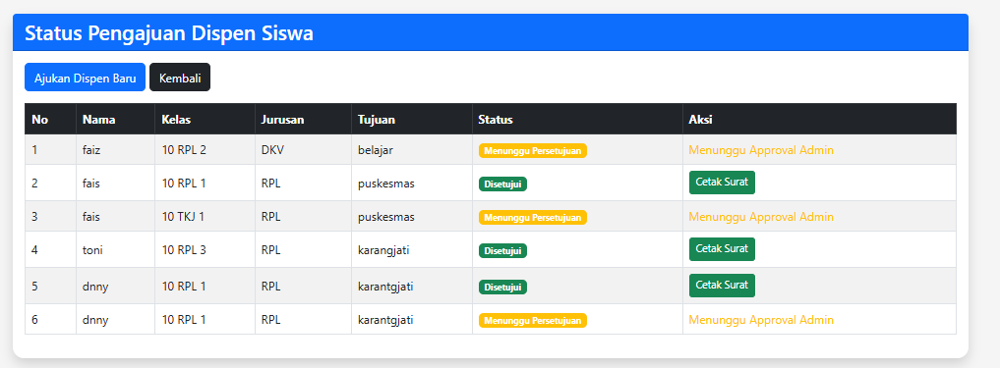 Status Pengajuan Dispen Siswa
Ajukan Dispen Baru Kembali
No Nama Kelas Jurusan Tujuan Status Aksi
1 faiz 10 RPL 2 DKV belajar Menunggu Persetujuan Menunggu Approval Admin
2 fais 10 RPL 1 RPL puskesmas Disetujui Cetak Surat
3 fais 10 TKJ 1 RPL puskesmas Menunggu Persetujuan Menunggu Approval Admin
4 toni 10 RPL 3 RPL karangjati Disetujui Cetak Surat
5 dnny 10 RPL 1 RPL karantgjati Disetujui Cetak Surat
6 dnny 10 RPL 1 RPL karantgjati Menunggu Persetujuan Menunggu Approval Admin